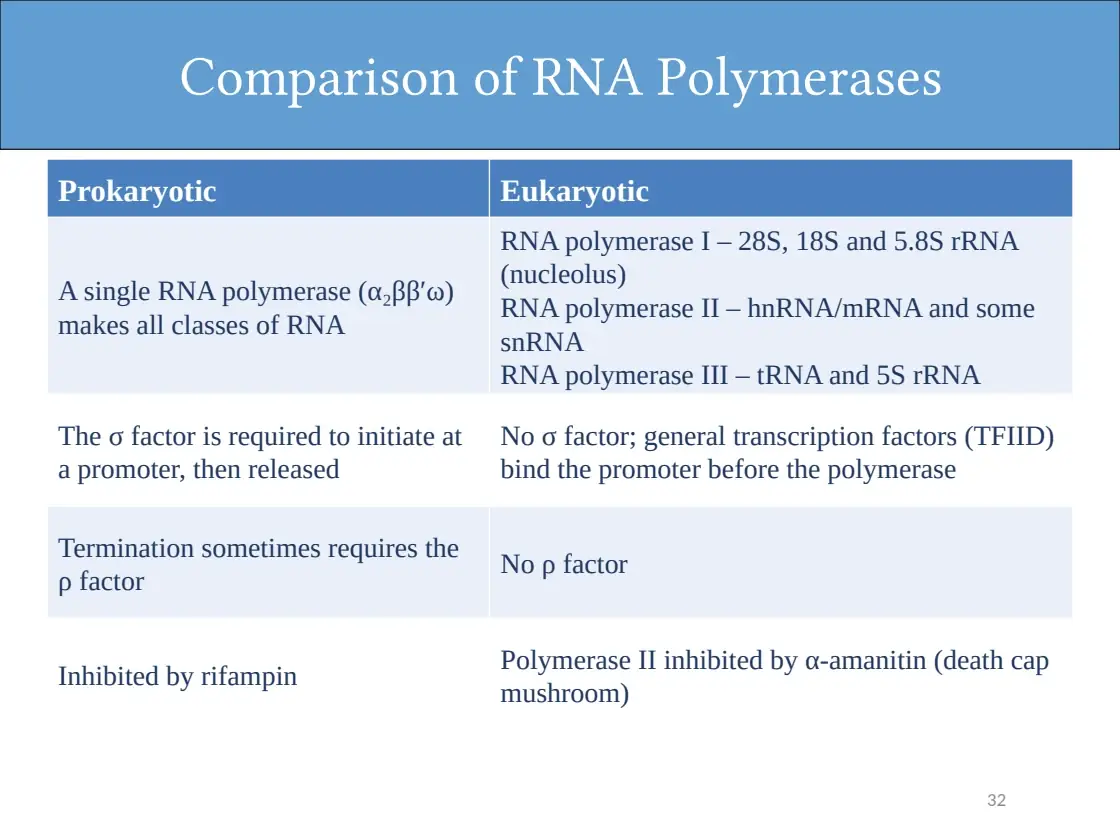 Comparison of RNA Polymerases
Prokaryotic
Eukaryotic
A single RNA polymerase (α₂ββ′ω)
makes all classes of RNA
RNA polymerase I – 28S, 18S and 5.8S rRNA
(nucleolus)
RNA polymerase II – hnRNA/mRNA and some
snRNA
RNA polymerase III – tRNA and 5S rRNA
The σ factor is required to initiate at
a promoter, then released
No σ factor; general transcription factors (TFIID)
bind the promoter before the polymerase
Termination sometimes requires the
ρ factor
No ρ factor
Inhibited by rifampin
Polymerase II inhibited by α-amanitin (death cap
mushroom)
32